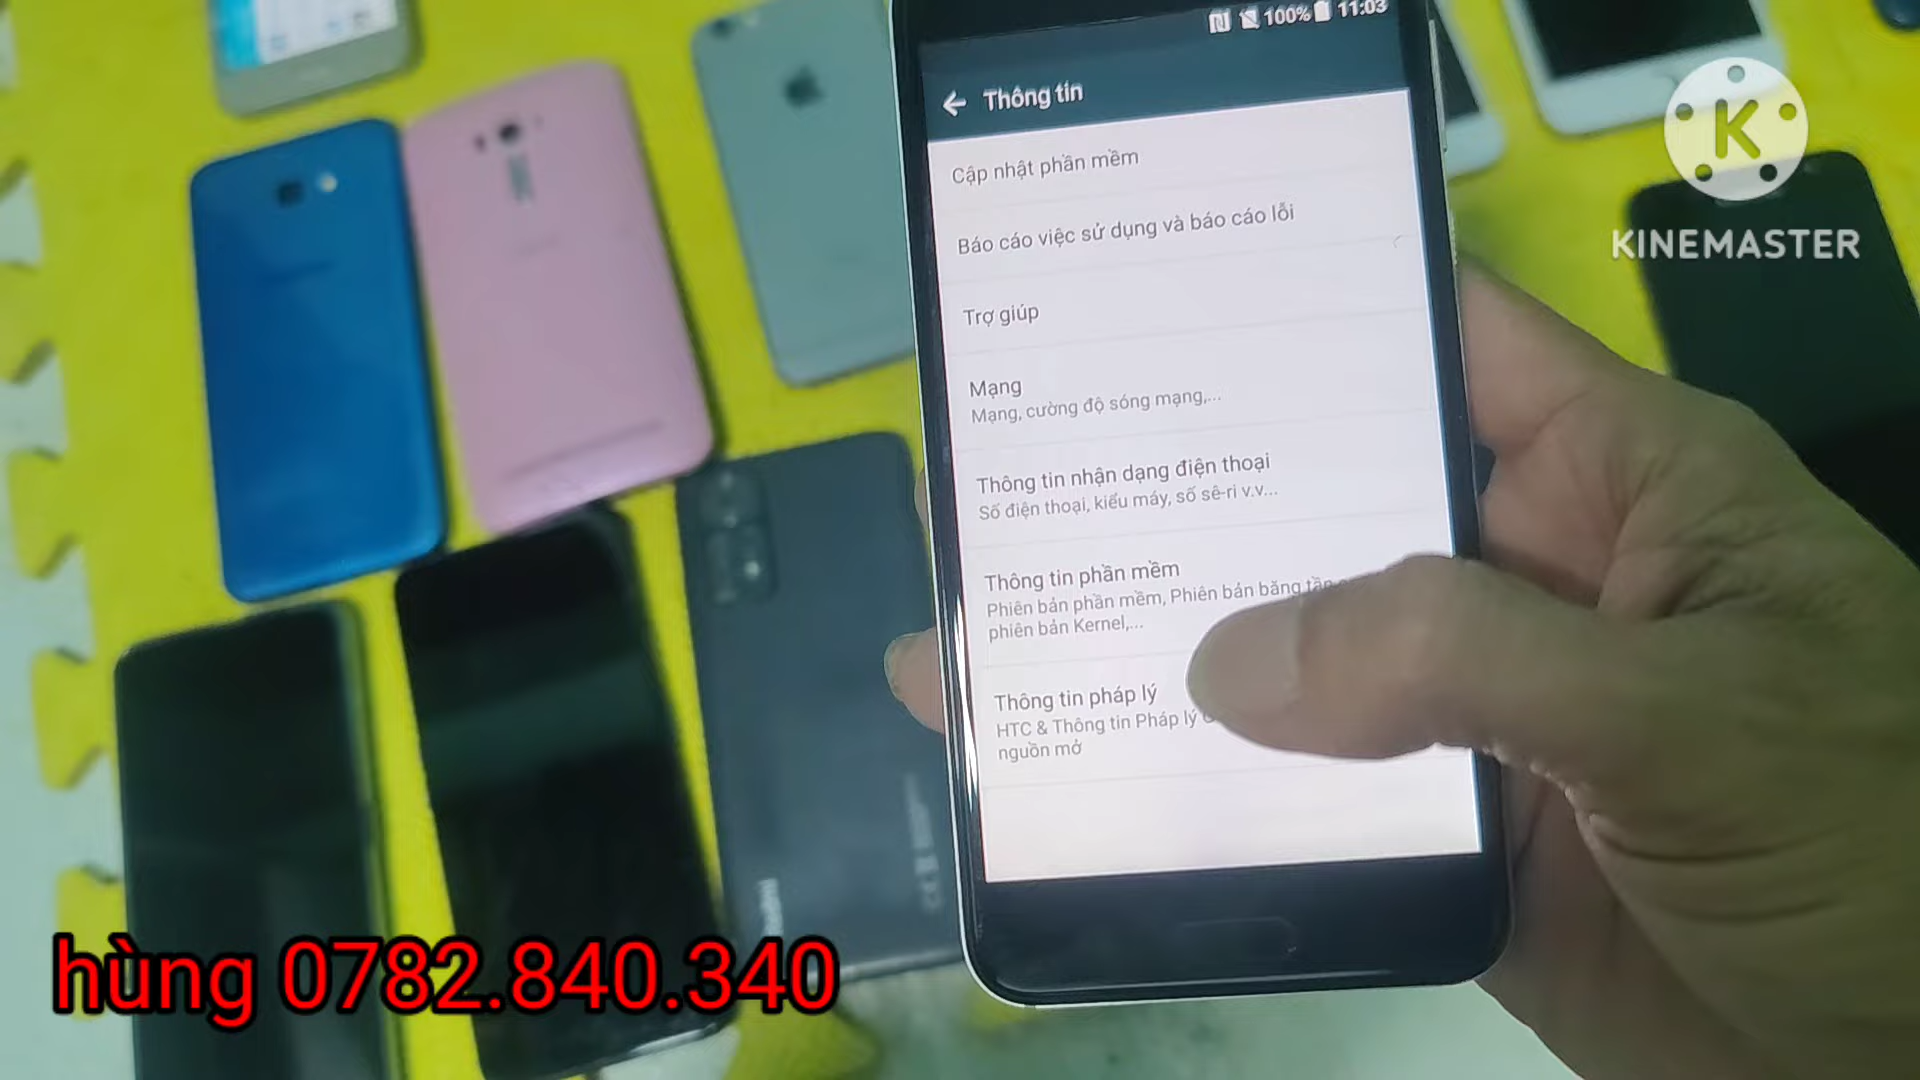 100% 11:03
Thông tin
Cập nhật phần mềm
Báo cáo việc sử dụng và báo cáo lỗi
Trợ giúp
Mạng
Mạng, cường độ sóng mạng,...
Thông tin nhận dạng điện thoại
Số điện thoại, kiểu máy, số sê-ri v.v...
Thông tin phần mềm
Phiên bản phần mềm, Phiên bản băng tần
phiên bản Kernel,...
Thông tin pháp lý
HTC & Thông tin Pháp lý
nguồn mở
K
KINEMASTER
hùng 0782.840.340